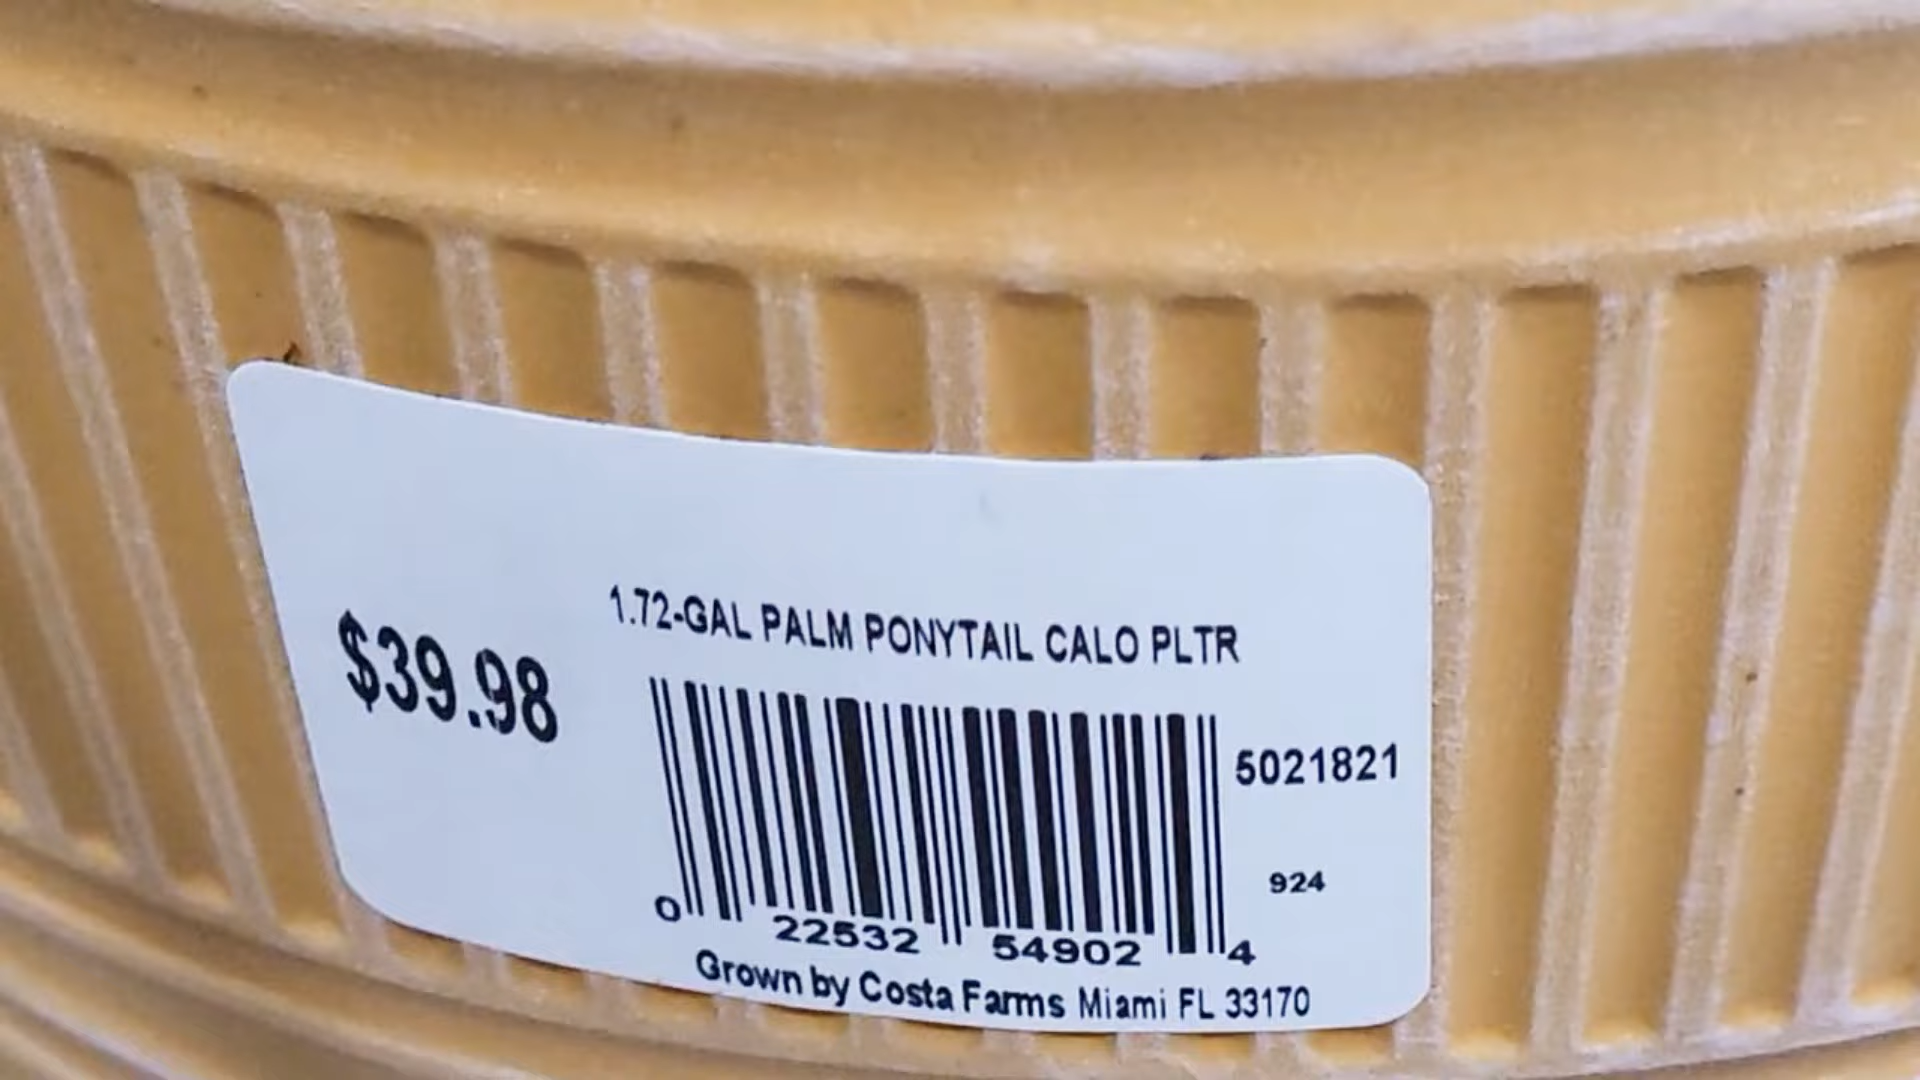 1.72-GAL PALM PONYTAIL CALO PLTR
$39.98
5021821
924
0 22532 54902 4
Grown by Costa Farms Miami FL 33170